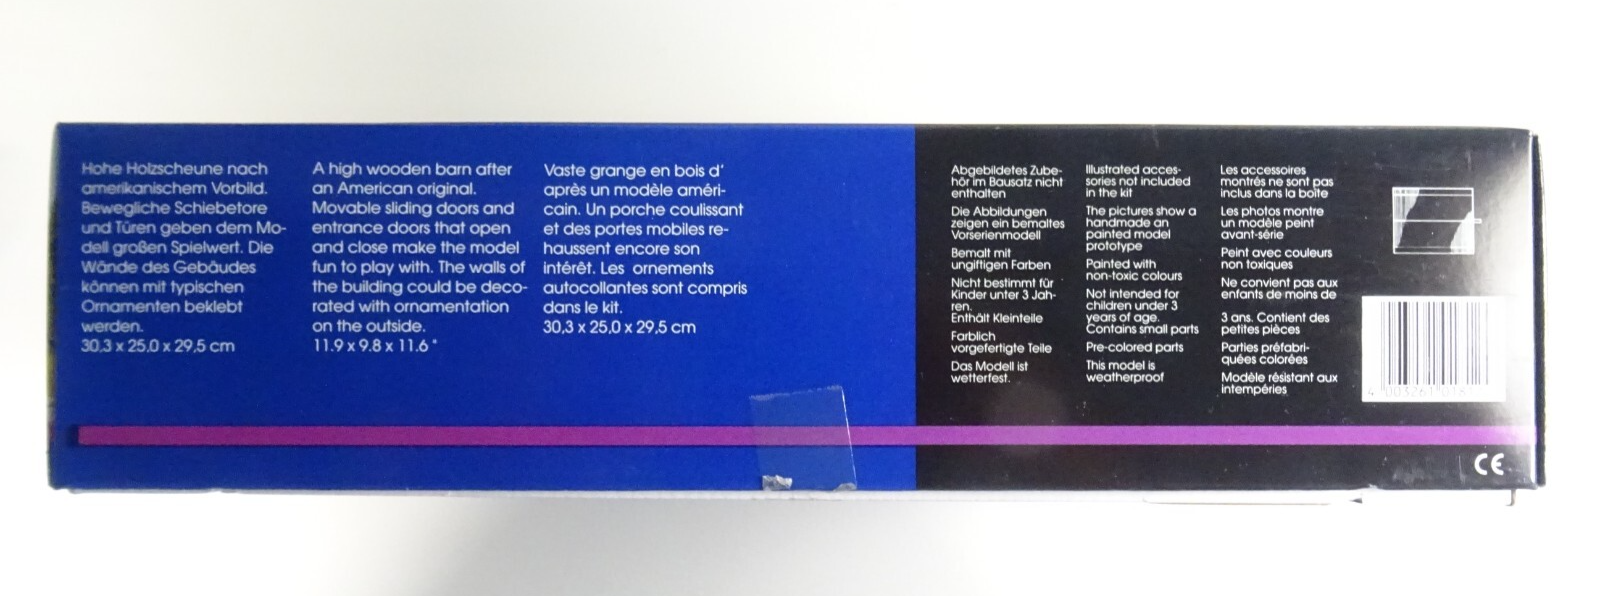 Hohe Holzscheune nach
amerikanischem Vorbild.
Bewegliche Schiebetore
und Türen geben dem Mo-
dell großen Spielwert. Die
Wände des Gebäudes
können mit typischen
Ornamenten beklebt
werden.
30,3 x 25,0 x 29,5 cm
A high wooden barn after
an American original.
Movable sliding doors and
entrance doors that open
and close make the model
fun to play with. The walls of
the building could be deco-
rated with ornamentation
on the outside.
11.9 x 9.8 x 11.6 "
Vaste grange en bois d'
après un modèle améri-
cain. Un porche coulissant
et des portes mobiles re-
haussent encore son
intérêt. Les ornements
autocollantes sont compris
dans le kit.
30,3 x 25,0 x 29,5 cm
Abgebildetes Zube-
hör im Bausatz nicht
enthalten
Die Abbildungen
zeigen ein bemaltes
Vorserienmodell
Bemalt mit
ungiftigen Farben
Nicht bestimmt für
Kinder unter 3 Jah-
ren.
Enthält Kleinteile
Farblich
vorgefertigte Teile
Das Modell ist
wetterfest.
Illustrated acces-
sories not included
in the kit
The pictures show a
handmade an
painted model
prototype
Painted with
non-toxic colours
Not intended for
children under 3
years of age.
Contains small parts
Pre-colored parts
This model is
weatherproof
Les accessoires
montrés ne sont pas
inclus dans la boîte
Les photos montre
un modèle peint
avant-série
Peint avec couleurs
non toxiques
Ne convient pas aux
enfants de moins de
3 ans. Contient des
petites pièces
Parties préfabri-
quées colorées
Modèle résistant aux
intempéries
CE